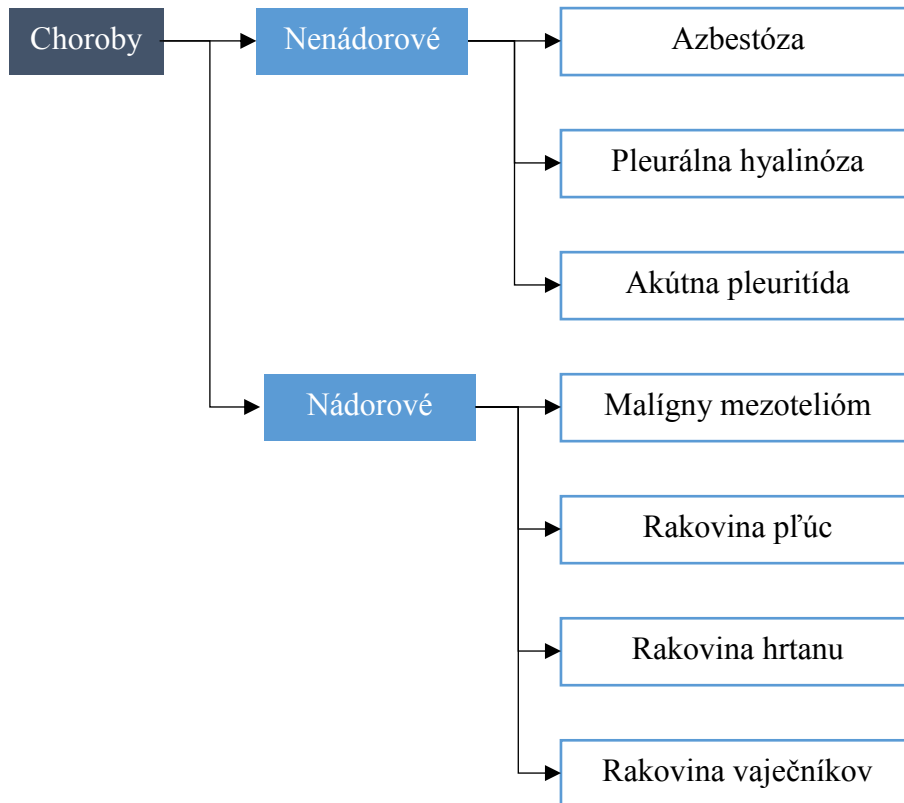 Choroby
Nenádorové
Azbestóza
Pleurálna hyalinóza
Akútna pleuritída
Nádorové
Malígny mezotelióm
Rakovina pľúc
Rakovina hrtanu
Rakovina vaječníkov